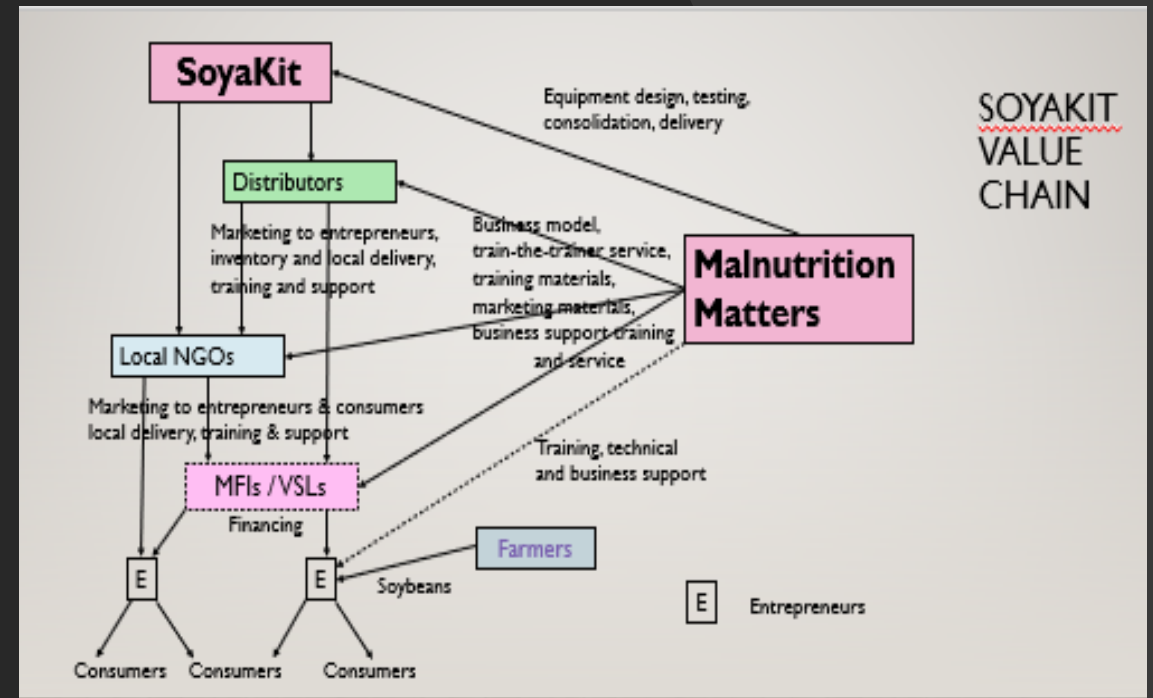 SoyaKit
Equipment design, testing,
consolidation, delivery
SOYAKIT
VALUE
CHAIN
Distributors
Marketing to entrepreneurs,
inventory and local delivery,
training and support
Business model,
train-the-trainer service,
training materials,
marketing materials,
business support training
and service
Malnutrition
Matters
Local NGOs
Marketing to entrepreneurs & consumers
local delivery, training & support
Training, technical
and business support
MFIs / VSLs
Financing
Farmers
E
E
Soybeans
E
Entrepreneurs
Consumers
Consumers
Consumers